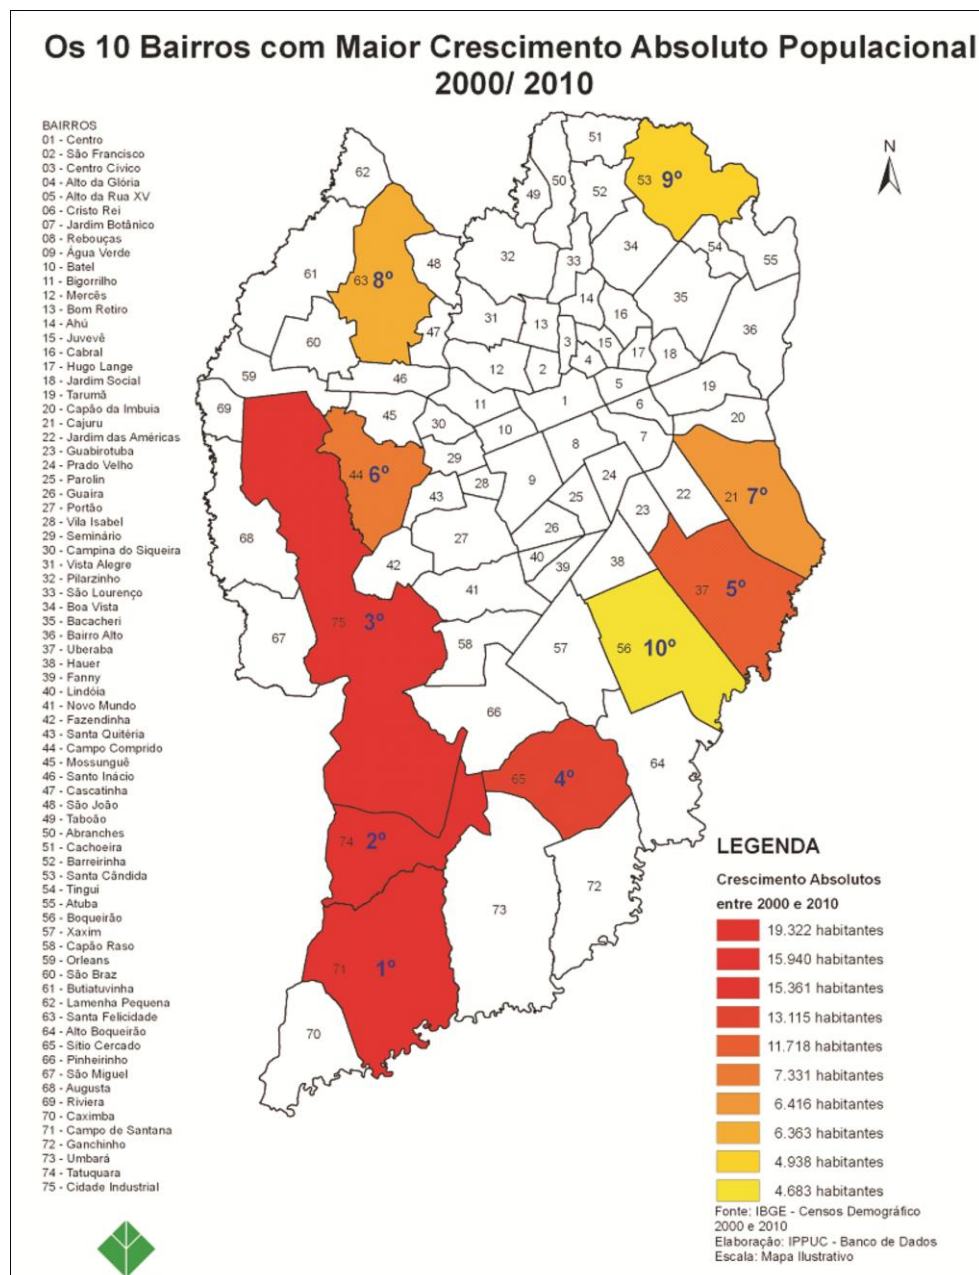 Os 10 Bairros com Maior Crescimento Absoluto Populacional
2000/ 2010
BAIRROS
01 - Centro
02 - São Francisco
03 - Centro Cívico
04 - Alto da Glória
05 - Alto da Rua XV
06 - Cristo Rei
07 - Jardim Botânico
08 - Rebouças
09 - Água Verde
10 - Batel
11 - Bigorrilho
12 - Mercês
13 - Bom Retiro
14 - Ahú
15 - Juvevê
16 - Cabral
17 - Hugo Lange
18 - Jardim Social
19 - Tarumã
20 - Capão da Imbuia
21 - Cajuru
22 - Jardim das Américas
23 - Guabirotuba
24 - Prado Velho
25 - Parolin
26 - Guaira
27 - Portão
28 - Vila Isabel
29 - Seminário
30 - Campina do Siqueira
31 - Vista Alegre
32 - Pilarzinho
33 - São Lourenço
34 - Boa Vista
35 - Bacacheri
36 - Bairro Alto
37 - Uberaba
38 - Hauer
39 - Fanny
40 - Lindóia
41 - Novo Mundo
42 - Fazendinha
43 - Santa Quitéria
44 - Campo Comprido
45 - Mossunguê
46 - Santo Inácio
47 - Cascatinha
48 - São João
49 - Taboão
50 - Abranches
51 - Cachoeira
52 - Barreirinha
53 - Santa Cândida
54 - Tingui
55 - Atuba
56 - Boqueirão
57 - Xaxim
58 - Capão Raso
59 - Orleans
60 - São Braz
61 - Butiatuvinha
62 - Lamenha Pequena
63 - Santa Felicidade
64 - Alto Boqueirão
65 - Sítio Cercado
66 - Pinheirinho
67 - São Miguel
68 - Augusta
69 - Riviera
70 - Caximba
71 - Campo de Santana
72 - Ganchinho
73 - Umbará
74 - Tatuquara
75 - Cidade Industrial
N
51
62
50
49
52
53 9º
34
54
55
32
33
48
61
63 8º
35
14
16
36
31
13
47
60
3
15
17
18
4
12
2
46
59
5
19
11
1
6
69
45
30
20
10
7
8
29
44 6º
9
24
28
43
25
22
21 7º
23
26
68
27
40
42
39
38
41
37 5º
75 3º
67
58
57
56 10º
66
64
65 4º
74 2º
72
73
71 1º
70
LEGENDA
Crescimento Absolutos
entre 2000 e 2010
19.322 habitantes
15.940 habitantes
15.361 habitantes
13.115 habitantes
11.718 habitantes
7.331 habitantes
6.416 habitantes
6.363 habitantes
4.938 habitantes
4.683 habitantes
Fonte: IBGE - Censos Demográfico
2000 e 2010
Elaboração: IPPUC - Banco de Dados
Escala: Mapa Ilustrativo